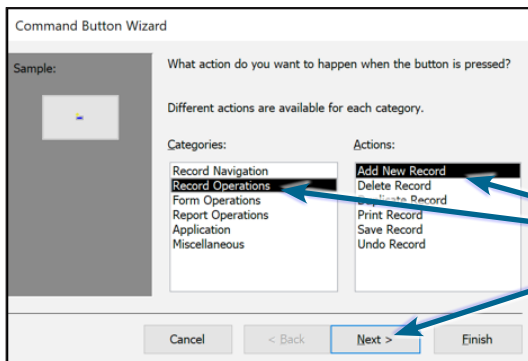 Command Button Wizard
Sample:
What action do you want to happen when the button is pressed?
Different actions are available for each category.
Categories:
Record Navigation
Record Operations
Form Operations
Report Operations
Application
Miscellaneous
Actions:
Add New Record
Delete Record
Duplicate Record
Print Record
Save Record
Undo Record
Cancel
< Back
Next >
Finish